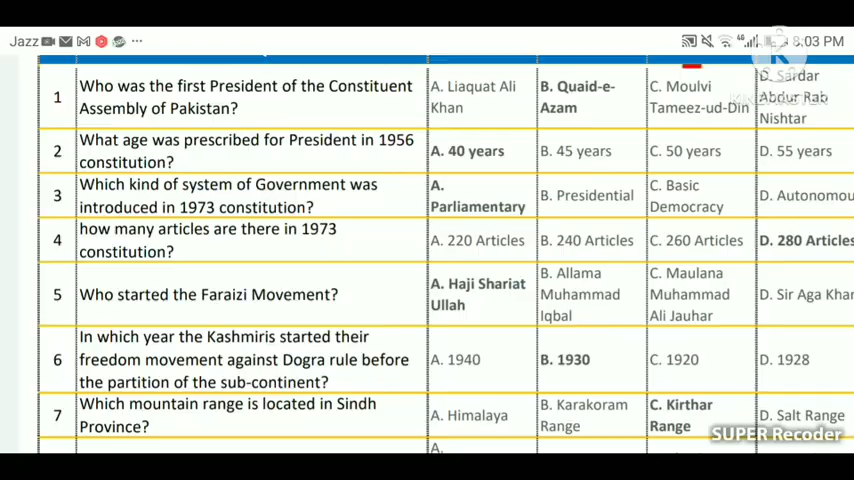 Jazz
8:03 PM
KINEMASTER
1 Who was the first President of the Constituent Assembly of Pakistan? A. Liaquat Ali Khan B. Quaid-e-Azam C. Moulvi Tameez-ud-Din D. Sardar Abdur Rab Nishtar
2 What age was prescribed for President in 1956 constitution? A. 40 years B. 45 years C. 50 years D. 55 years
3 Which kind of system of Government was introduced in 1973 constitution? A. Parliamentary B. Presidential C. Basic Democracy D. Autonomou
4 how many articles are there in 1973 constitution? A. 220 Articles B. 240 Articles C. 260 Articles D. 280 Articles
5 Who started the Faraizi Movement? A. Haji Shariat Ullah B. Allama Muhammad Iqbal C. Maulana Muhammad Ali Jauhar D. Sir Aga Khan
6 In which year the Kashmiris started their freedom movement against Dogra rule before the partition of the sub-continent? A. 1940 B. 1930 C. 1920 D. 1928
7 Which mountain range is located in Sindh Province? A. Himalaya B. Karakoram Range C. Kirthar Range D. Salt Range
SUPER Recorder
A.